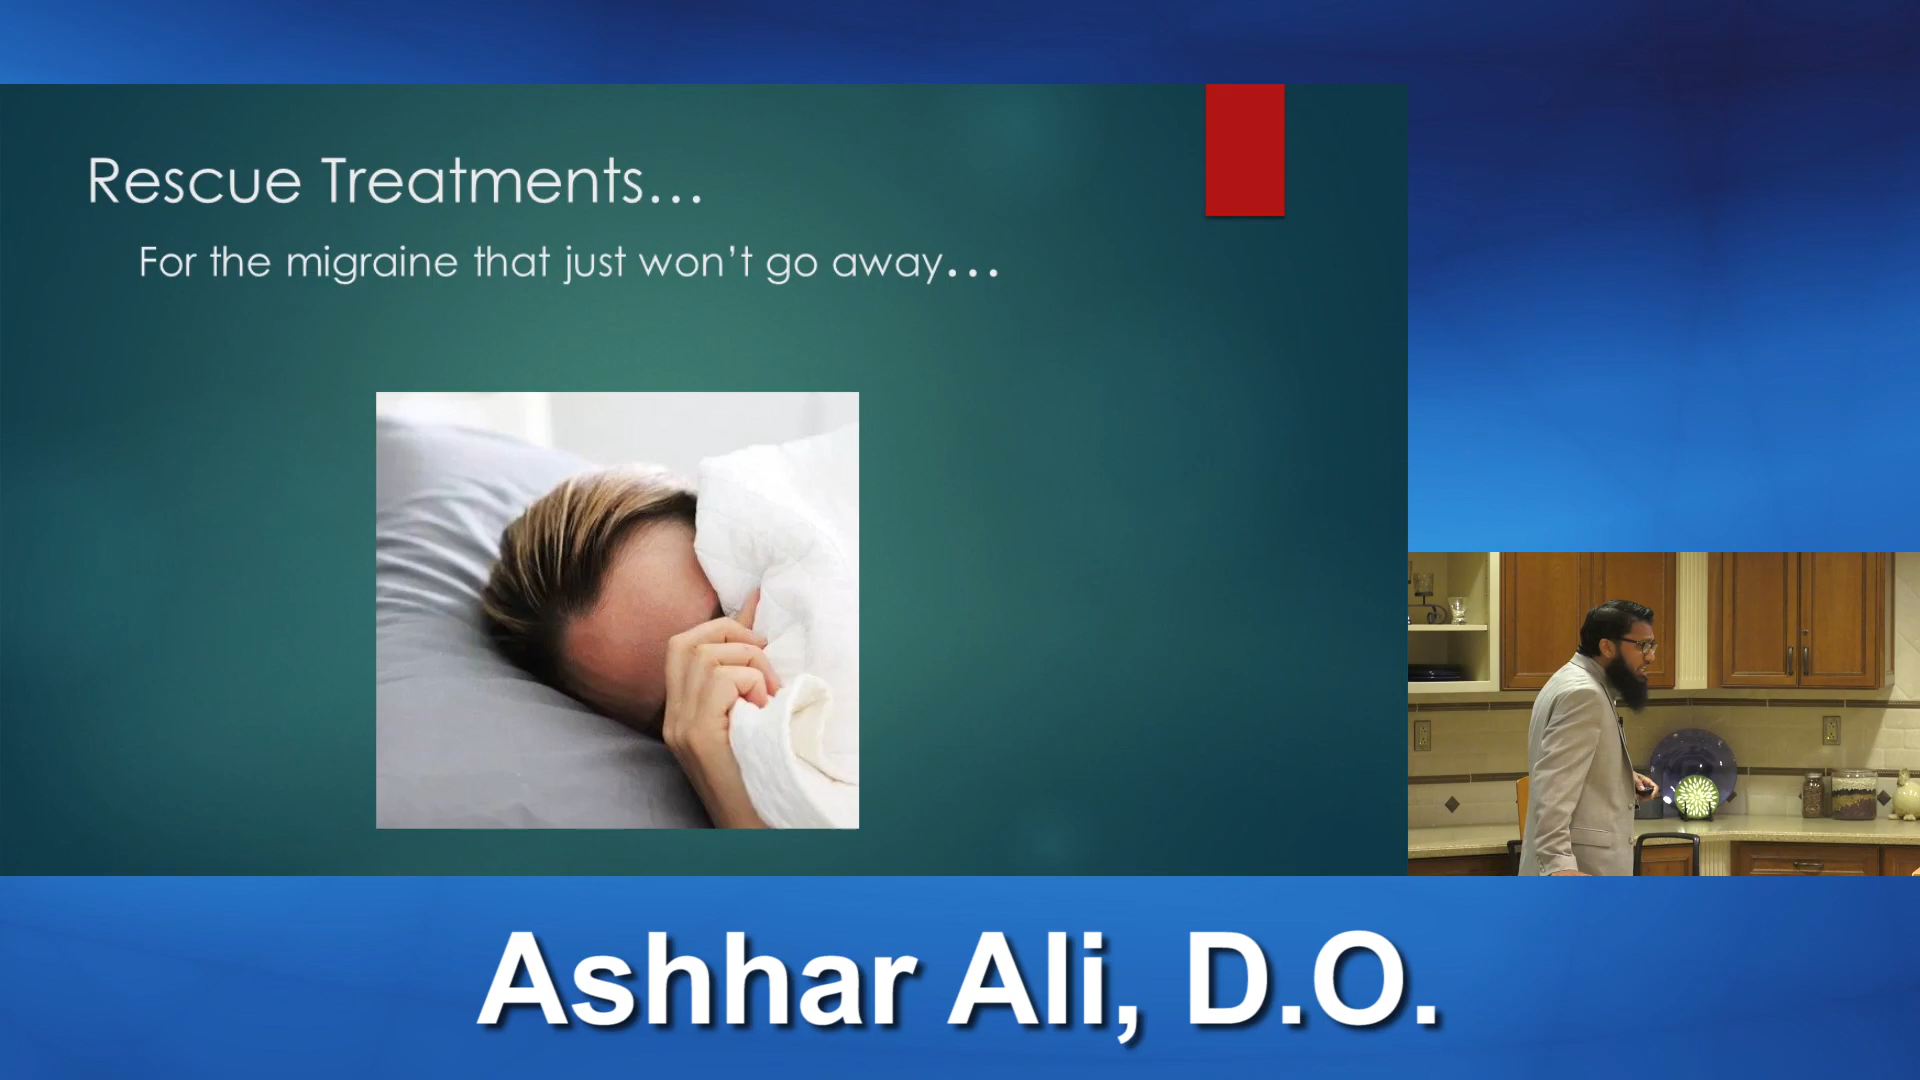 Rescue Treatments...
For the migraine that just won't go away...
Ashhar Ali, D.O.